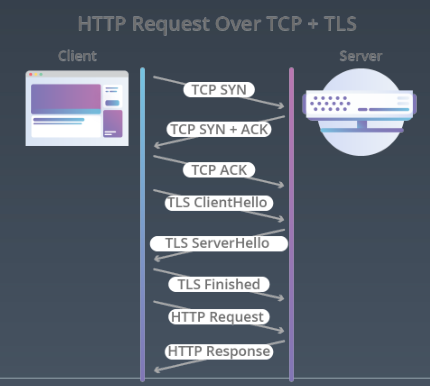 HTTP Request Over TCP + TLS
Client
Server
TCP SYN
TCP SYN + ACK
TCP ACK
TLS ClientHello
TLS ServerHello
TLS Finished
HTTP Request
HTTP Response